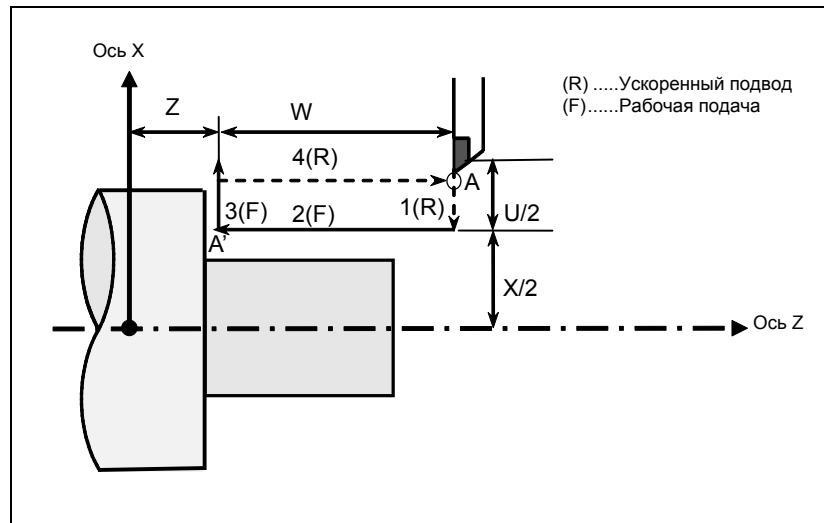 Ось X
(R) .....Ускоренный подвод
(F)......Рабочая подача
Z
W
4(R)
A
1(R)
U/2
3(F)
2(F)
A'
X/2
Ось Z